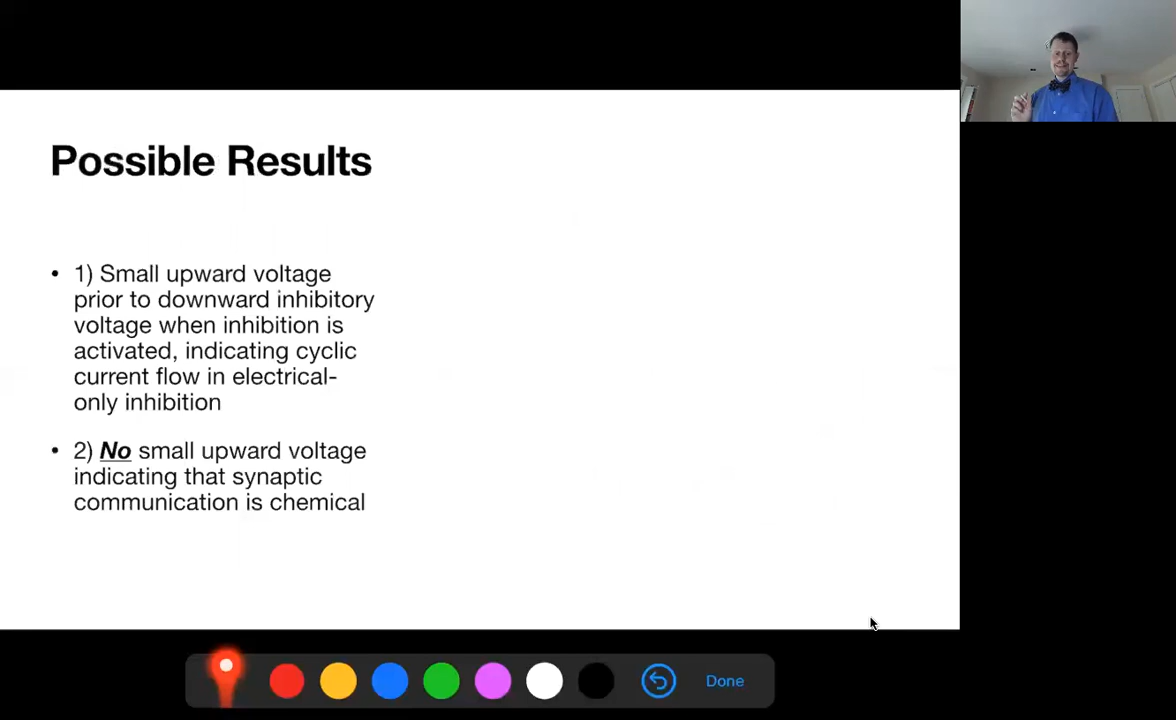 Possible Results
• 1) Small upward voltage
prior to downward inhibitory
voltage when inhibition is
activated, indicating cyclic
current flow in electrical-
only inhibition
• 2) No small upward voltage
indicating that synaptic
communication is chemical
Done